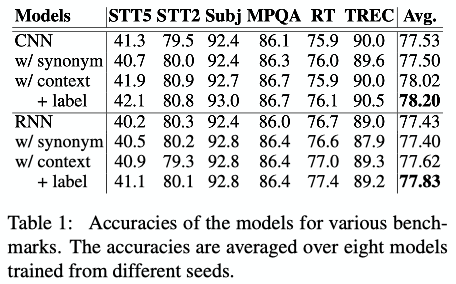 Models STT5 STT2 Subj MPQA RT TREC Avg.
CNN 41.3 79.5 92.4 86.1 75.9 90.0 77.53
w/ synonym 40.7 80.0 92.4 86.3 76.0 89.6 77.50
w/ context 41.9 80.9 92.7 86.7 75.9 90.0 78.02
+ label 42.1 80.8 93.0 86.7 76.1 90.5 78.20
RNN 40.2 80.3 92.4 86.0 76.7 89.0 77.43
w/ synonym 40.5 80.2 92.8 86.4 76.6 87.9 77.40
w/ context 40.9 79.3 92.8 86.4 77.0 89.3 77.62
+ label 41.1 80.1 92.8 86.4 77.4 89.2 77.83
Table 1: Accuracies of the models for various bench-
marks. The accuracies are averaged over eight models
trained from different seeds.